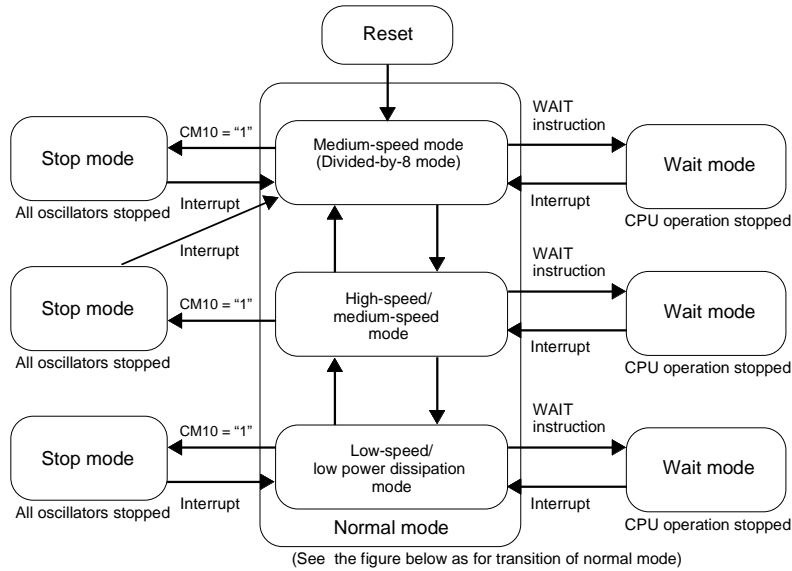 Reset
WAIT
instruction
CM10 = “1”
Stop mode
Medium-speed mode
(Divided-by-8 mode)
Wait mode
Interrupt
Interrupt
All oscillators stopped
CPU operation stopped
Interrupt
WAIT
instruction
CM10 = “1”
Stop mode
High-speed/
medium-speed
mode
Wait mode
Interrupt
All oscillators stopped
CPU operation stopped
WAIT
instruction
CM10 = “1”
Stop mode
Low-speed/
low power dissipation
mode
Wait mode
Interrupt
Interrupt
All oscillators stopped
Normal mode
CPU operation stopped
(See the figure below as for transition of normal mode)